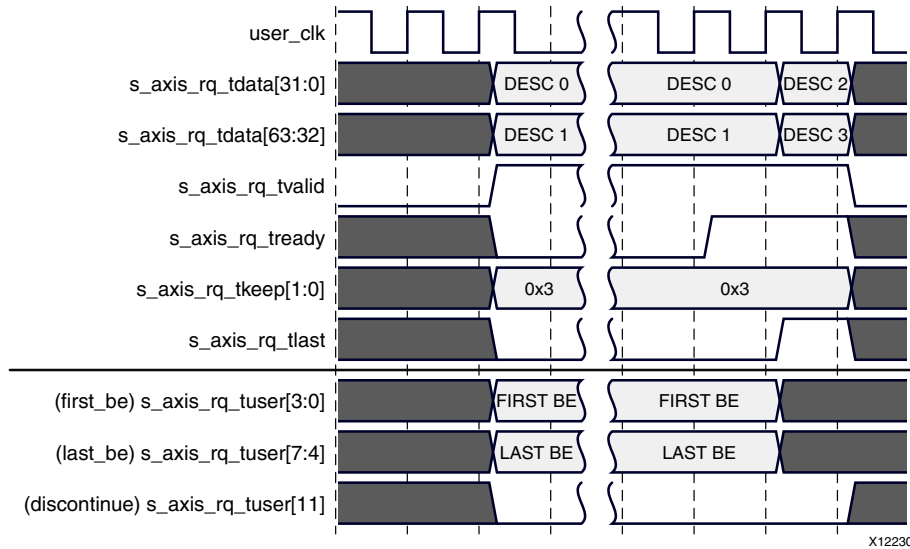 user_clk
s_axis_rq_tdata[31:0] DESC 0 DESC 0 DESC 2
s_axis_rq_tdata[63:32] DESC 1 DESC 1 DESC 3
s_axis_rq_tvalid
s_axis_rq_tready
s_axis_rq_tkeep[1:0] 0x3 0x3
s_axis_rq_tlast
(first_be) s_axis_rq_tuser[3:0] FIRST BE FIRST BE
(last_be) s_axis_rq_tuser[7:4] LAST BE LAST BE
(discontinue) s_axis_rq_tuser[11]
X12230